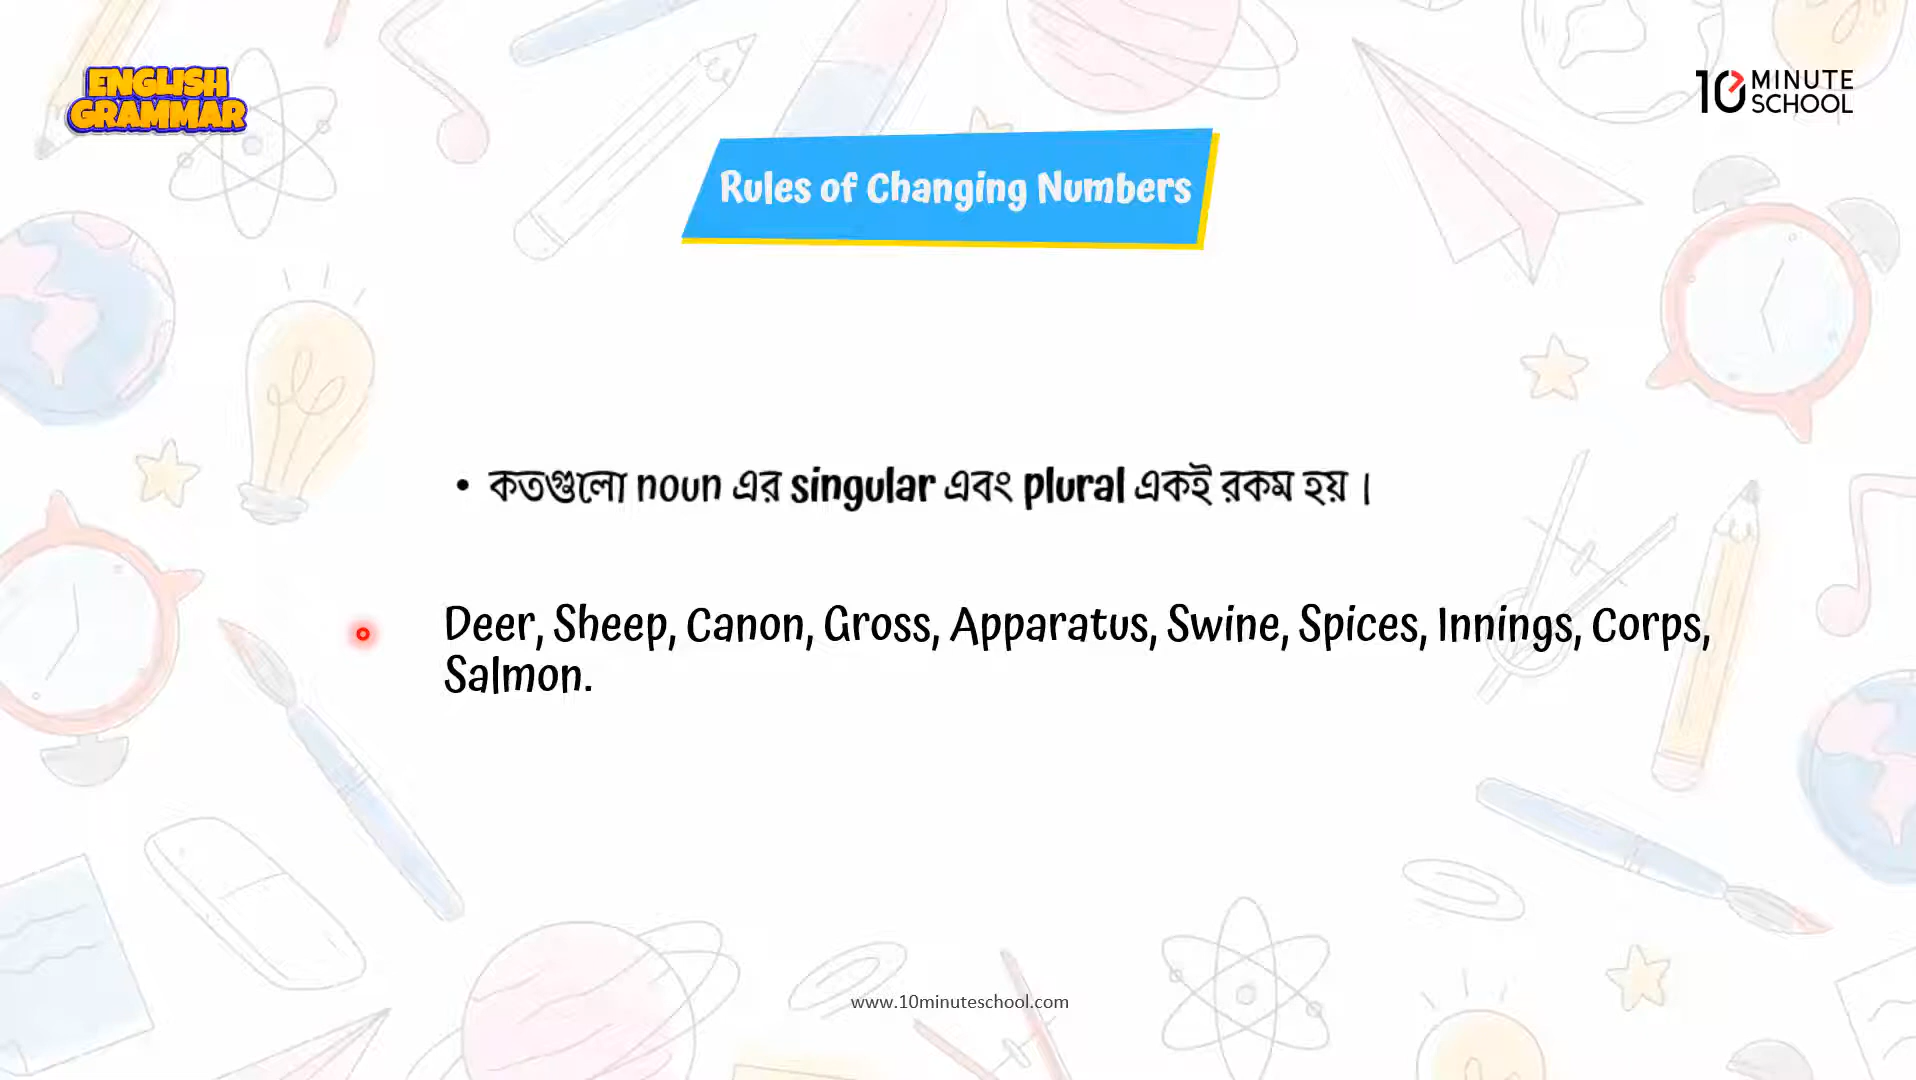 ENGLISH
GRAMMAR
10 MINUTE
SCHOOL
Rules of Changing Numbers
• কতগুলো noun এর singular এবং plural একই রকম হয় ।
Deer, Sheep, Canon, Gross, Apparatus, Swine, Spices, Innings, Corps,
Salmon.
www.10minuteschool.com